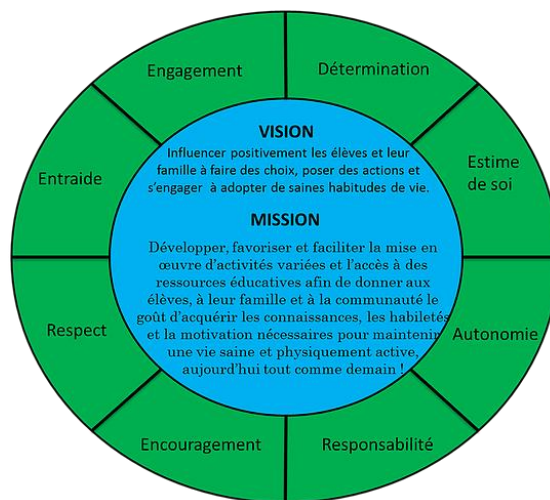 Engagement
Détermination
Estime
de soi
Autonomie
Responsabilité
Encouragement
Respect
Entraide
VISION
Influencer positivement les élèves et leur
famille à faire des choix, poser des actions et
s'engager à adopter de saines habitudes de vie.
MISSION
Développer, favoriser et faciliter la mise en
œuvre d'activités variées et l'accès à des
ressources éducatives afin de donner aux
élèves, à leur famille et à la communauté le
goût d'acquérir les connaissances, les habiletés
et la motivation nécessaires pour maintenir
une vie saine et physiquement active,
aujourd'hui tout comme demain !